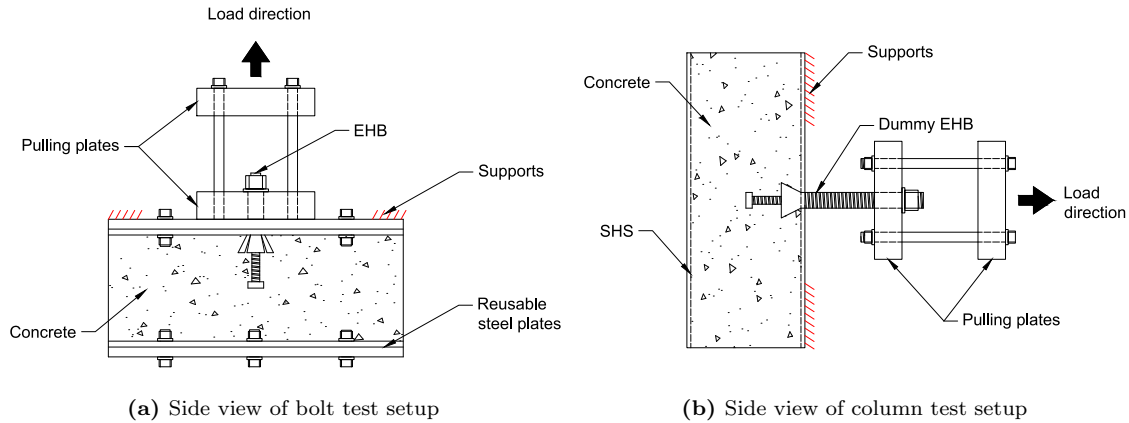 Load direction
EHB
Pulling plates
Supports
Concrete
Reusable
steel plates
(a) Side view of bolt test setup
Supports
Concrete
Dummy EHB
Load
direction
SHS
Pulling plates
(b) Side view of column test setup